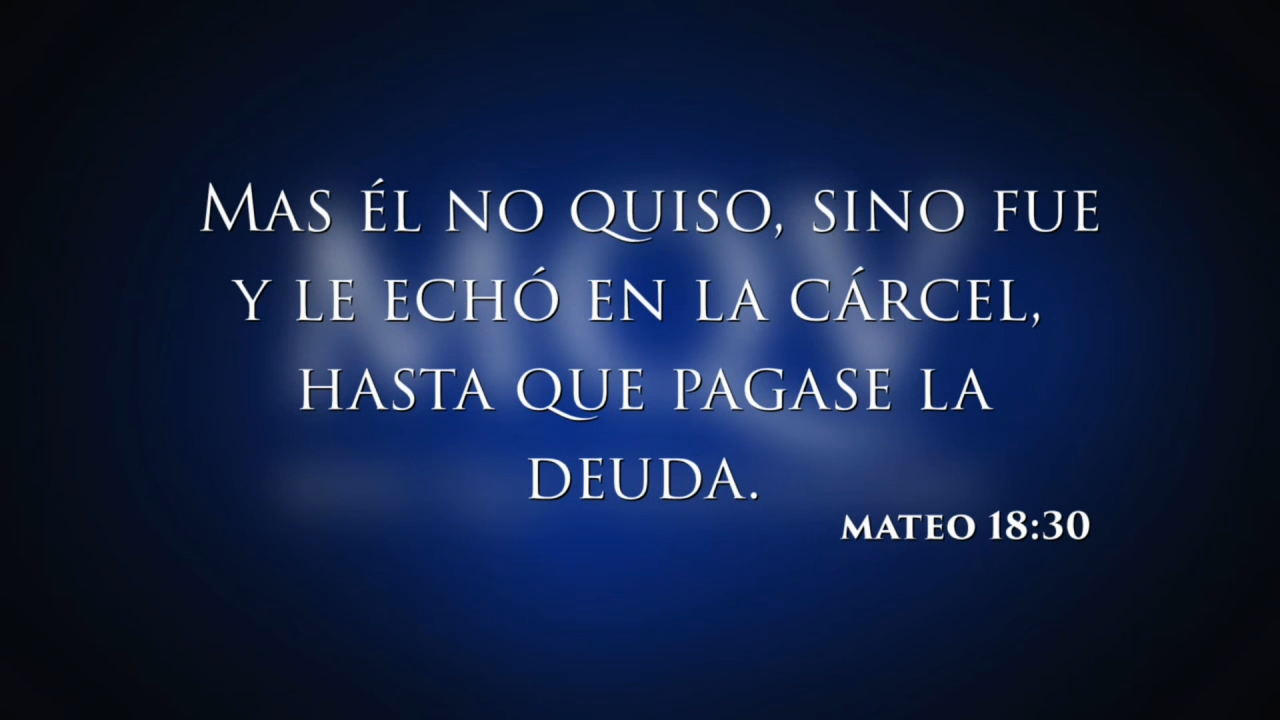 Mas él no quiso, sino fue
y le echó en la cárcel,
hasta que pagase la
deuda.
MATEO 18:30
MQV